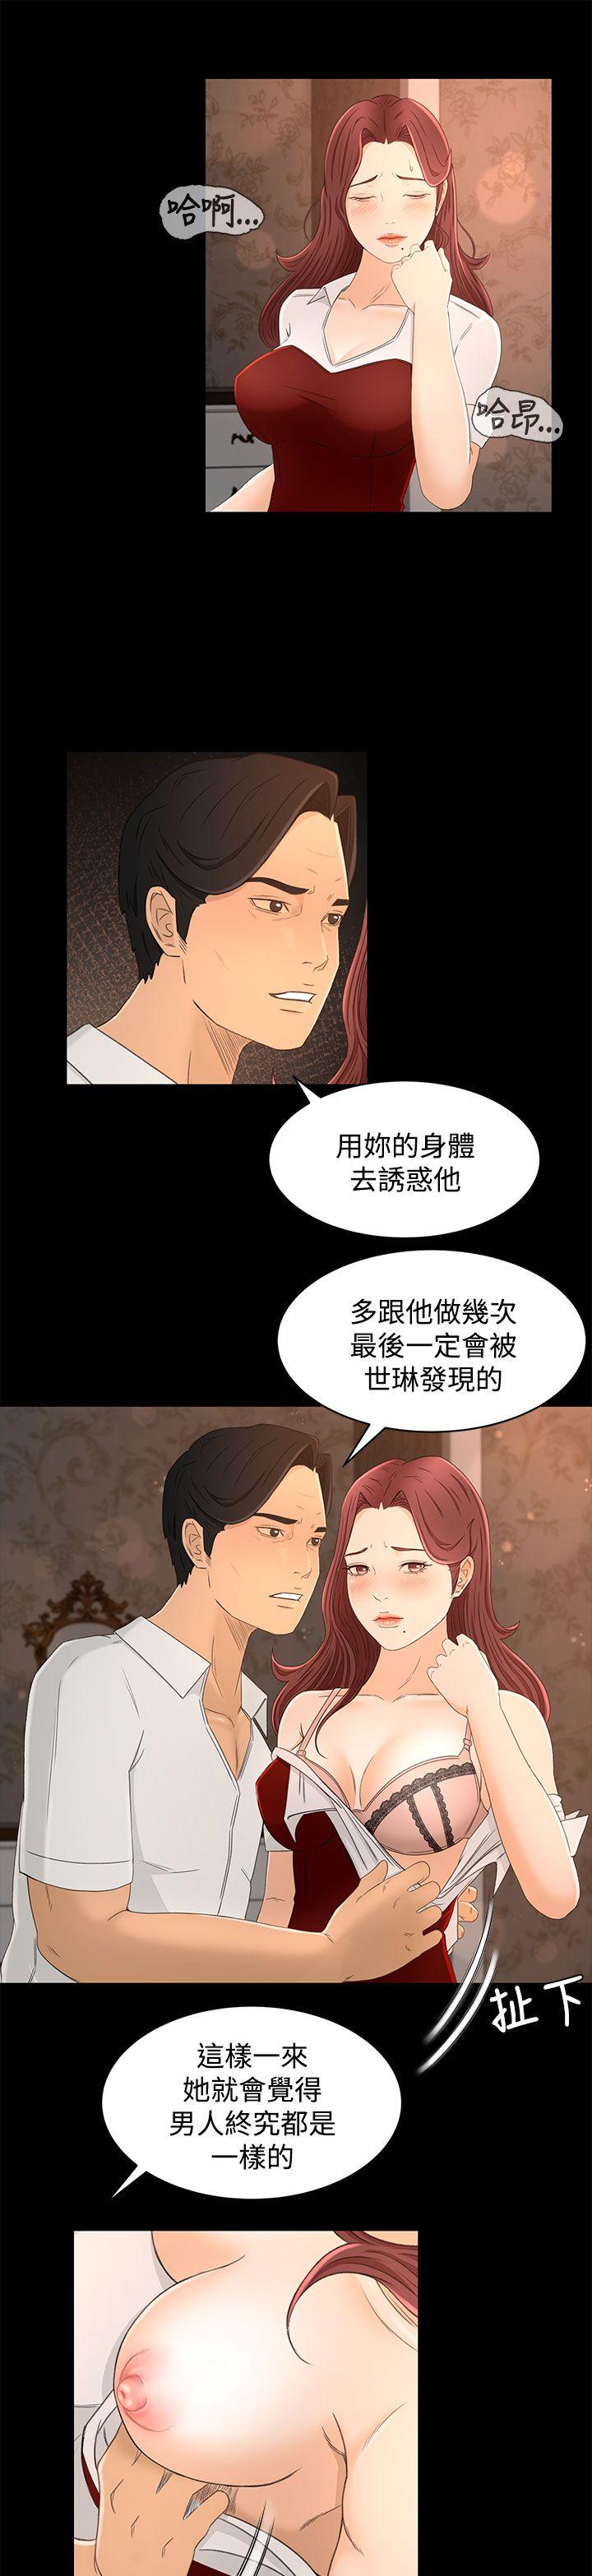 哈啊...
哈昂...
用妳的身體
去誘惑他
多跟他做幾次
最後一定會被
世琳發現的
扯下
這樣一來
她就會覺得
男人終究都是
一樣的